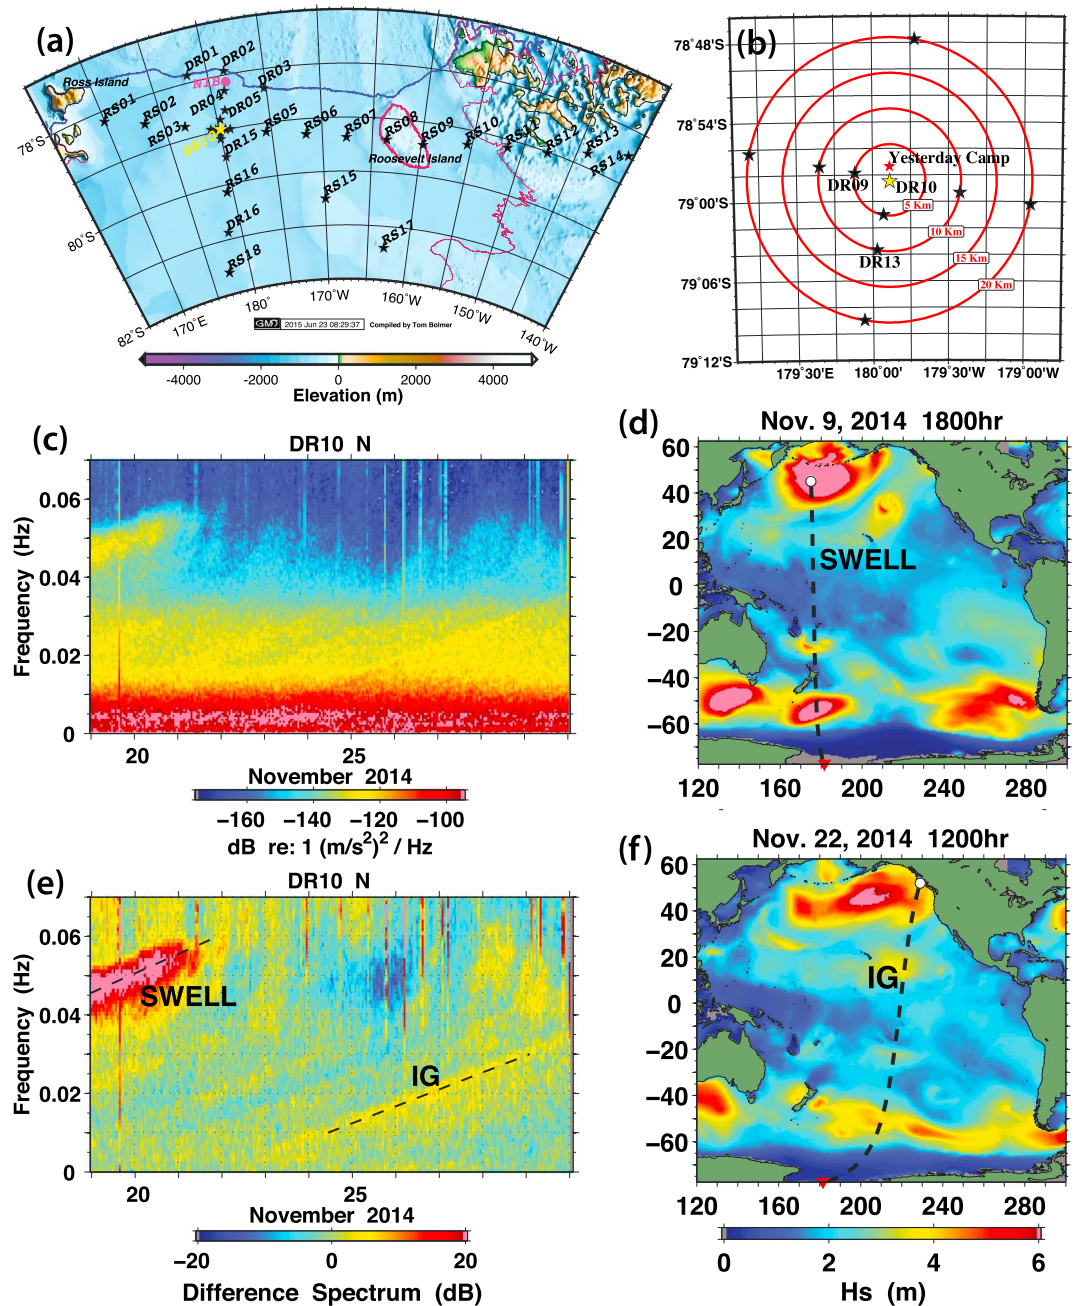 (a)
Ross Island
DR01
DR02
NIB
DR03
RS01
RS02
RS03
DR04
DR05
DR10
DR15
RS05
RS06
RS07
RS08
RS09
RS10
RS12
RS13
RS14
Roosevelt Island
RS16
RS15
DR16
RS17
RS18
78°S
80°S
82°S
170°E
180°
170°W
160°W
150°W
140°W
GMD 2015 Jun 23 08:29:37 Compiled by Tom Bolmer
-4000 -2000 0 2000 4000
Elevation (m)
(b)
78°48'S
78°54'S
79°00'S
79°06'S
79°12'S
Yesterday Camp
DR09
DR10
DR13
5 Km
10 Km
15 Km
20 Km
179°30'E 180°00' 179°30'W 179°00'W
(c)
DR10 N
Frequency (Hz)
0.06
0.04
0.02
0
20 25
November 2014
−160 −140 −120 −100
dB re: 1 (m/s²)² / Hz
(d)
Nov. 9, 2014 1800hr
60
40
20
0
−20
−40
−60
SWELL
120 160 200 240 280
(e)
DR10 N
Frequency (Hz)
0.06
0.04
0.02
0
SWELL
IG
20 25
November 2014
−20 0 20
Difference Spectrum (dB)
(f)
Nov. 22, 2014 1200hr
60
40
20
0
−20
−40
−60
IG
120 160 200 240 280
0 2 4 6
Hs (m)